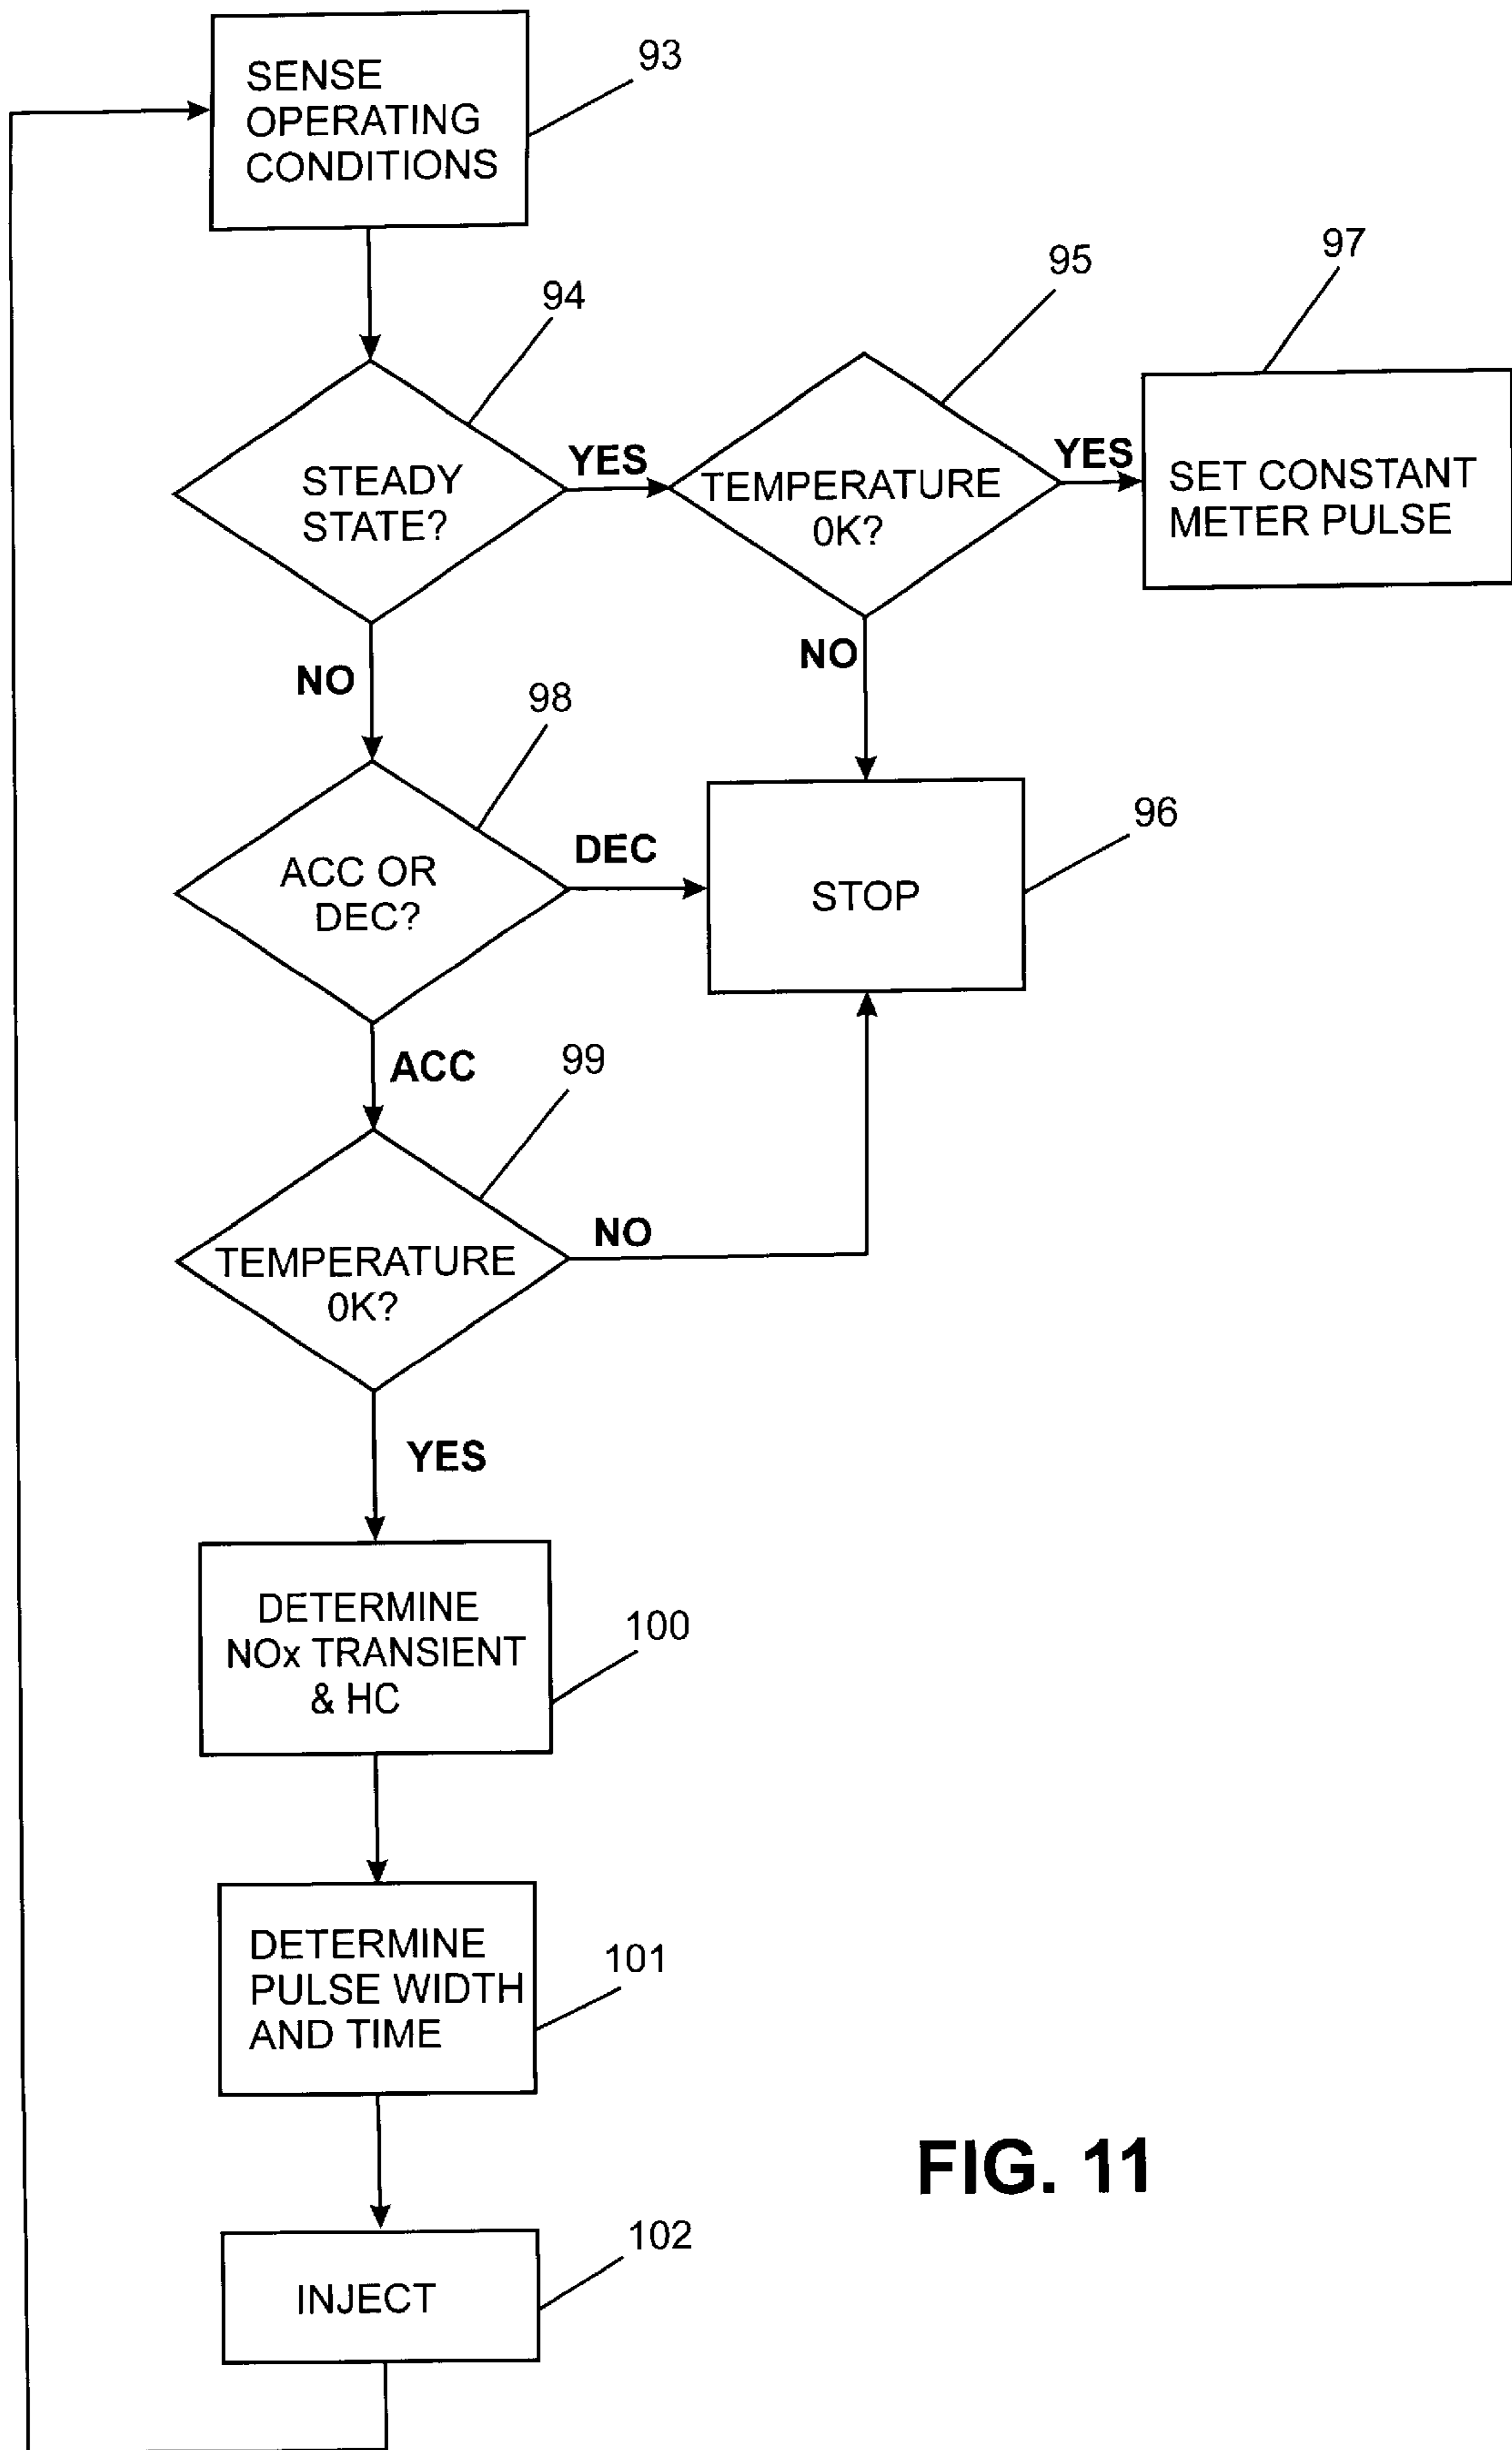 SENSE
OPERATING
CONDITIONS
93
94
95
97
STEADY
STATE?
YES
TEMPERATURE
0K?
YES
SET CONSTANT
METER PULSE
NO
NO
98
96
ACC OR
DEC?
DEC
STOP
ACC
99
TEMPERATURE
0K?
NO
YES
DETERMINE
NOx TRANSIENT
& HC
100
DETERMINE
PULSE WIDTH
AND TIME
101
INJECT
102
FIG. 11